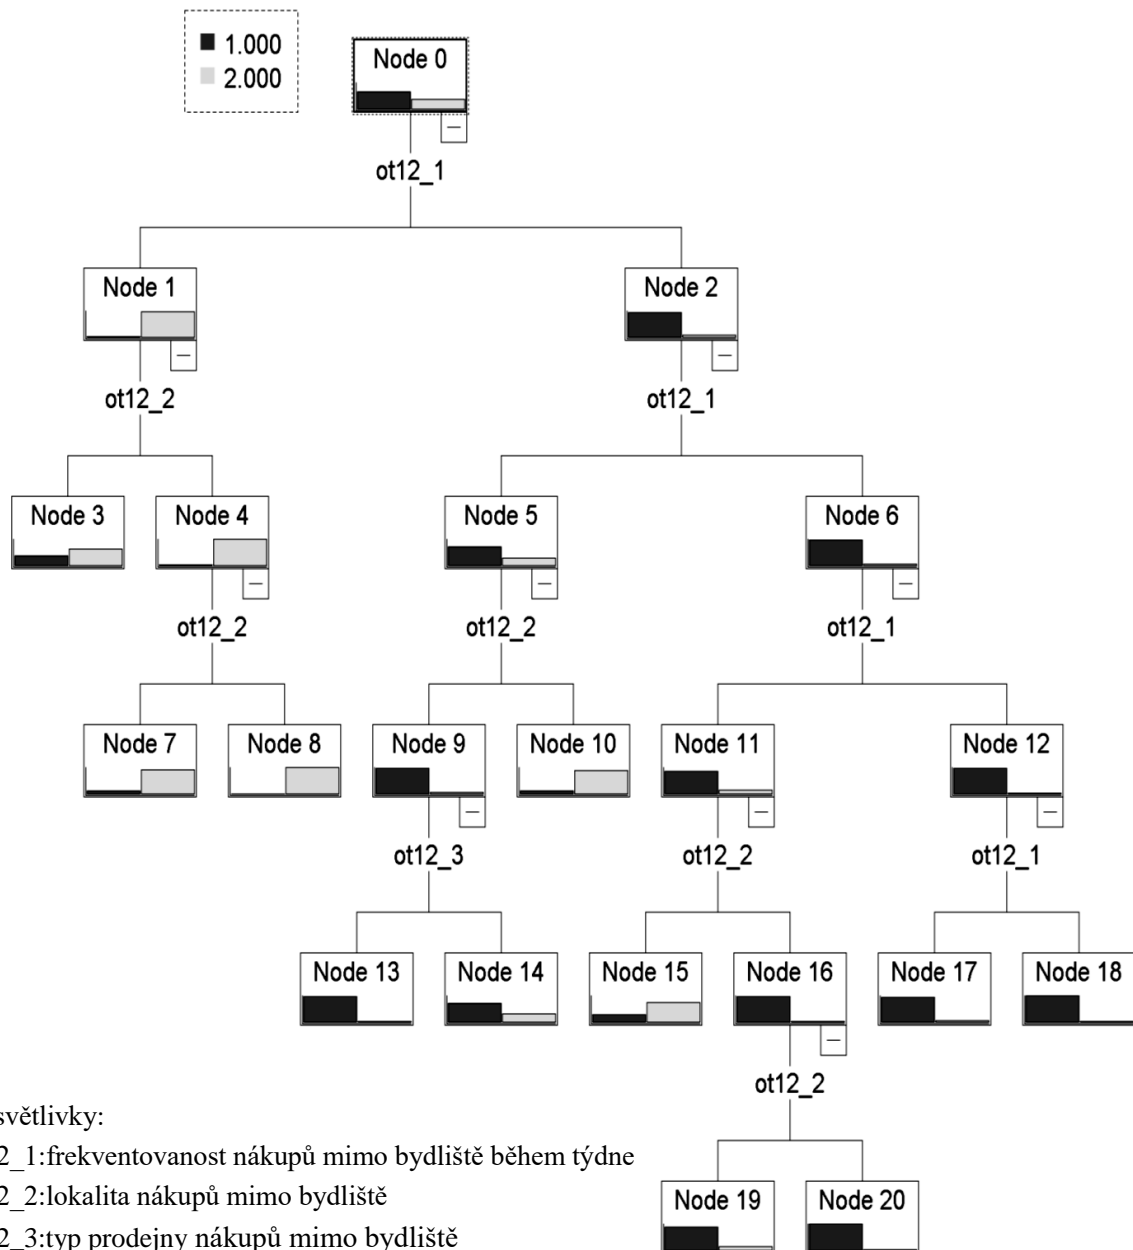 1.000
2.000
Node 0
ot12_1
Node 1
Node 2
ot12_2
ot12_1
Node 3
Node 4
Node 5
Node 6
ot12_2
ot12_2
ot12_1
Node 7
Node 8
Node 9
Node 10
Node 11
Node 12
ot12_3
ot12_2
ot12_1
Node 13
Node 14
Node 15
Node 16
Node 17
Node 18
ot12_2
světlivky:
2_1:frekventovanost nákupů mimo bydliště během týdne
2_2:lokalita nákupů mimo bydliště
2_3:typ prodejny nákupů mimo bydliště
Node 19
Node 20